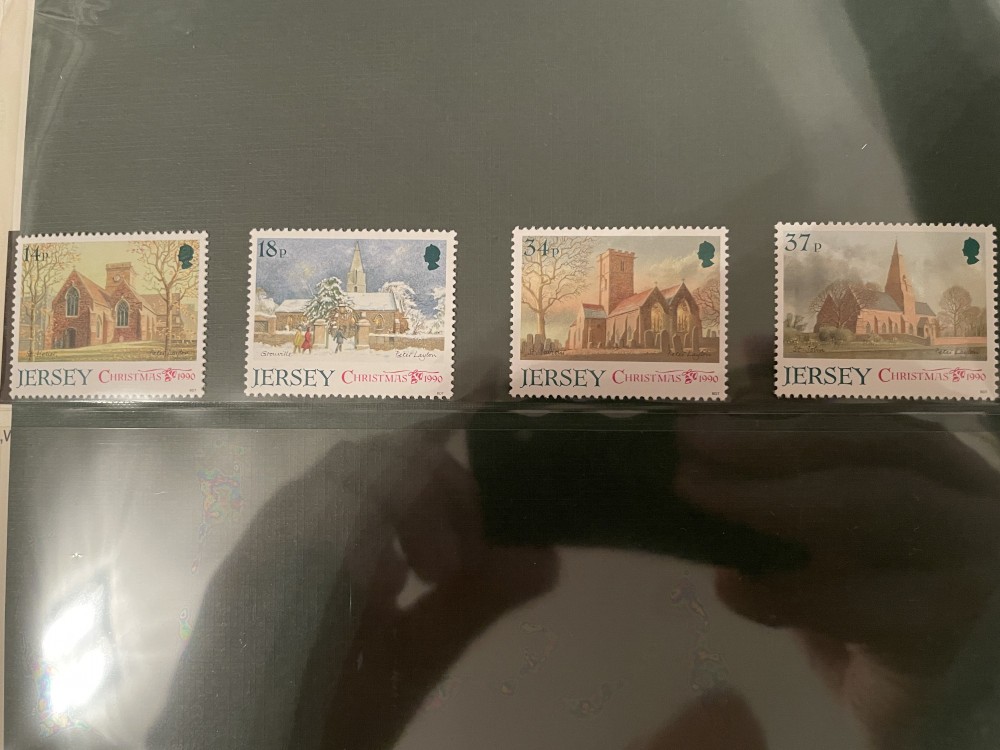 14p
JERSEY CHRISTMAS 1990
18p
Grouville Peter Layton
JERSEY CHRISTMAS 1990
34p
JERSEY CHRISTMAS 1990
37p
JERSEY CHRISTMAS 1990